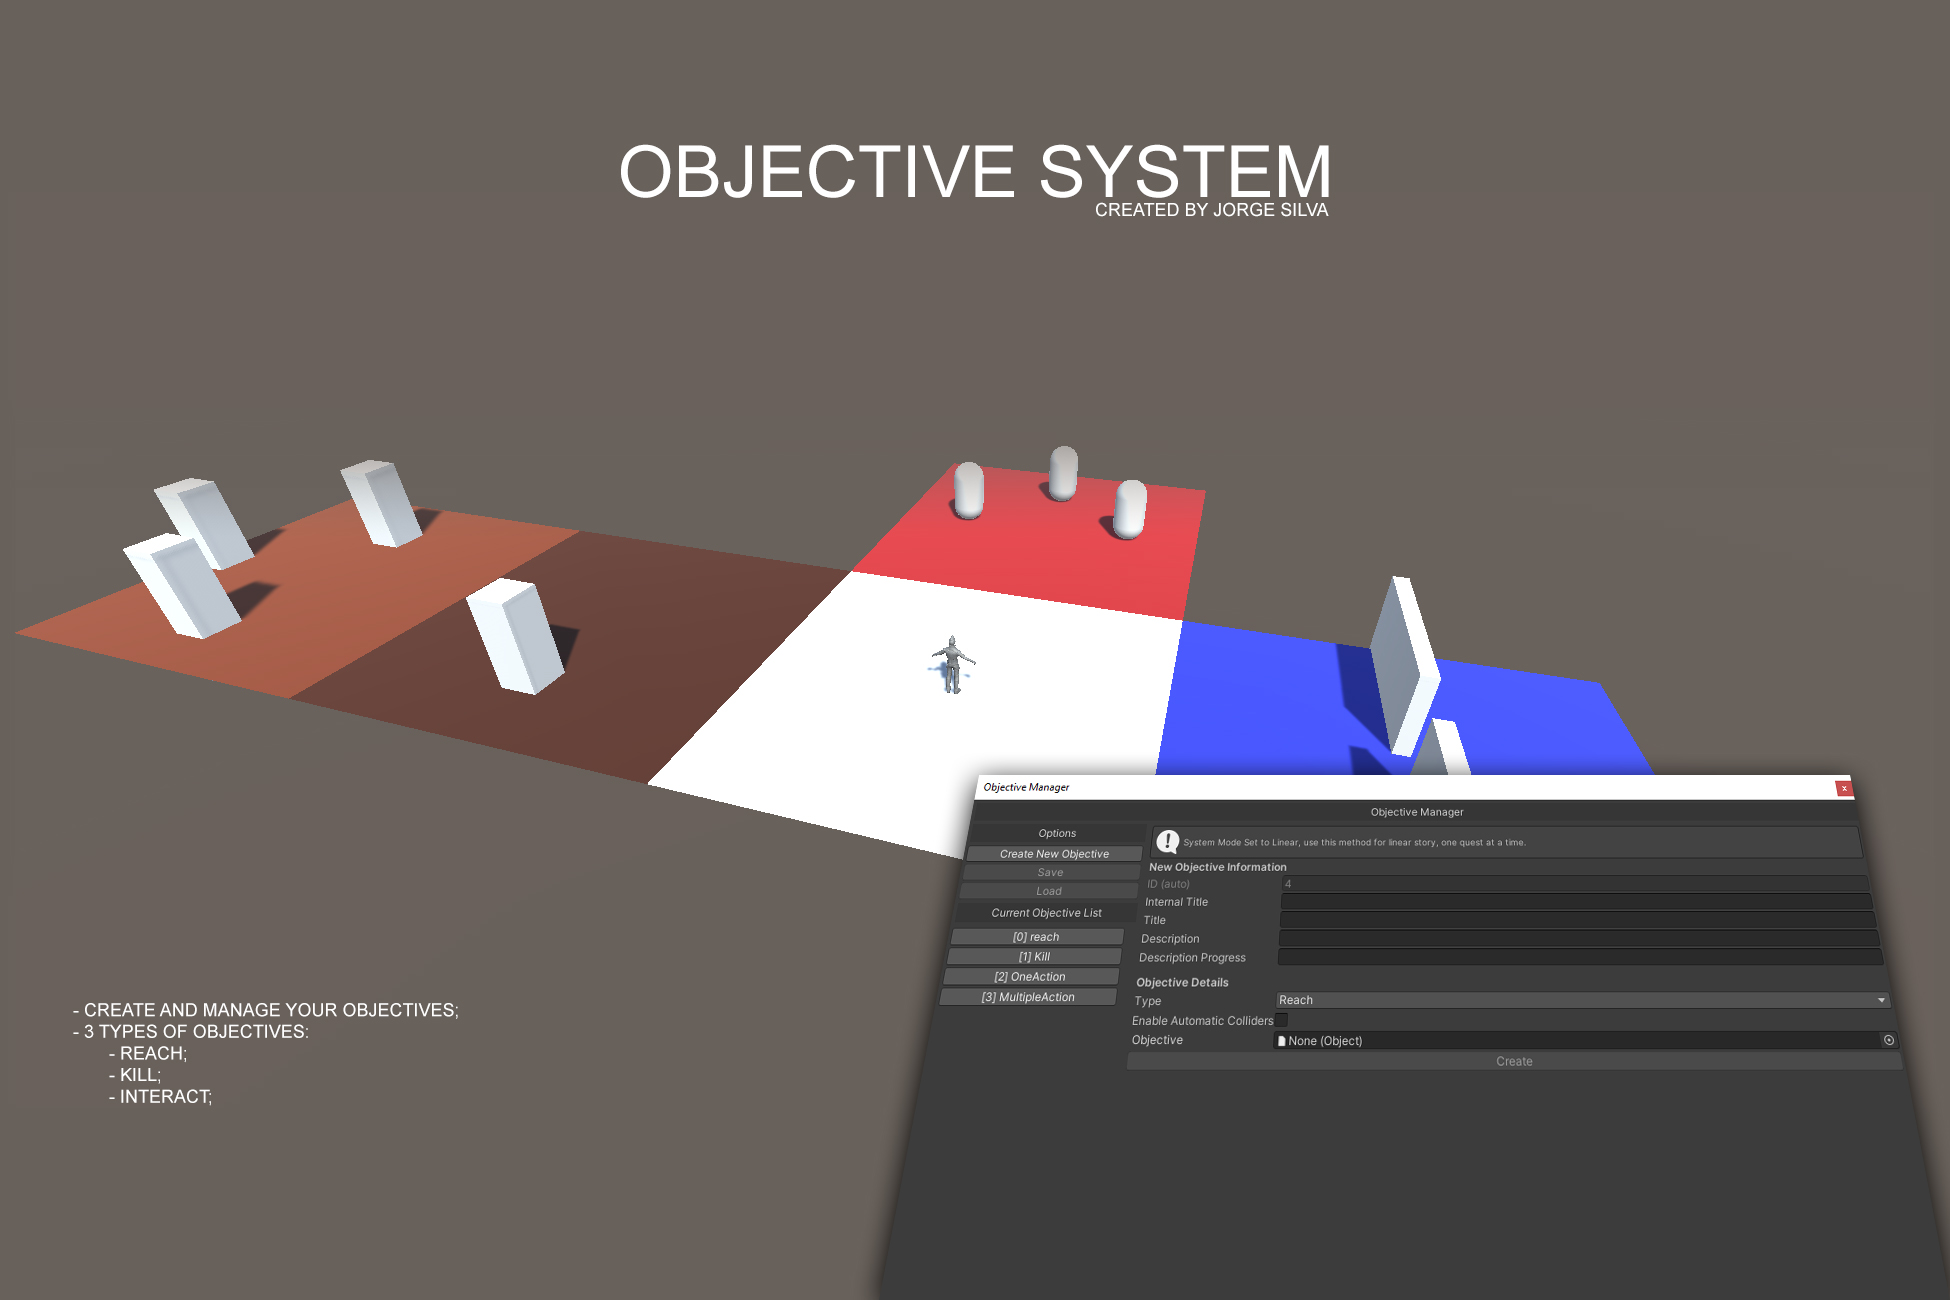 OBJECTIVE SYSTEM
CREATED BY JORGE SILVA
- CREATE AND MANAGE YOUR OBJECTIVES;
- 3 TYPES OF OBJECTIVES:
- REACH;
- KILL;
- INTERACT;
Objective Manager
x
Objective Manager
Options
Create New Objective
Save
Load
Current Objective List
[0] reach
[1] Kill
[2] OneAction
[3] MultipleAction
System Mode Set to Linear, use this method for linear story, one quest at a time.
New Objective Information
ID (auto) 4
Internal Title
Title
Description
Description Progress
Objective Details
Type Reach
Enable Automatic Colliders
Objective None (Object)
Create